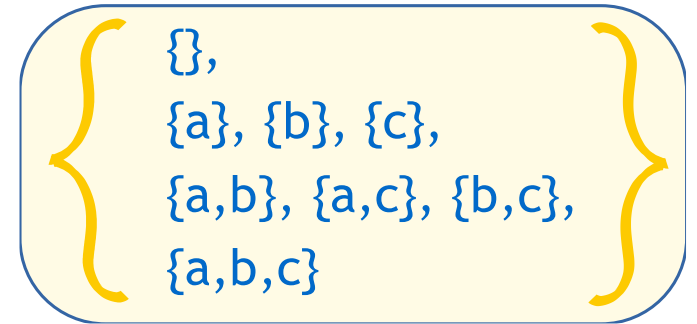 {},
{a}, {b}, {c},
{a,b}, {a,c}, {b,c},
{a,b,c}